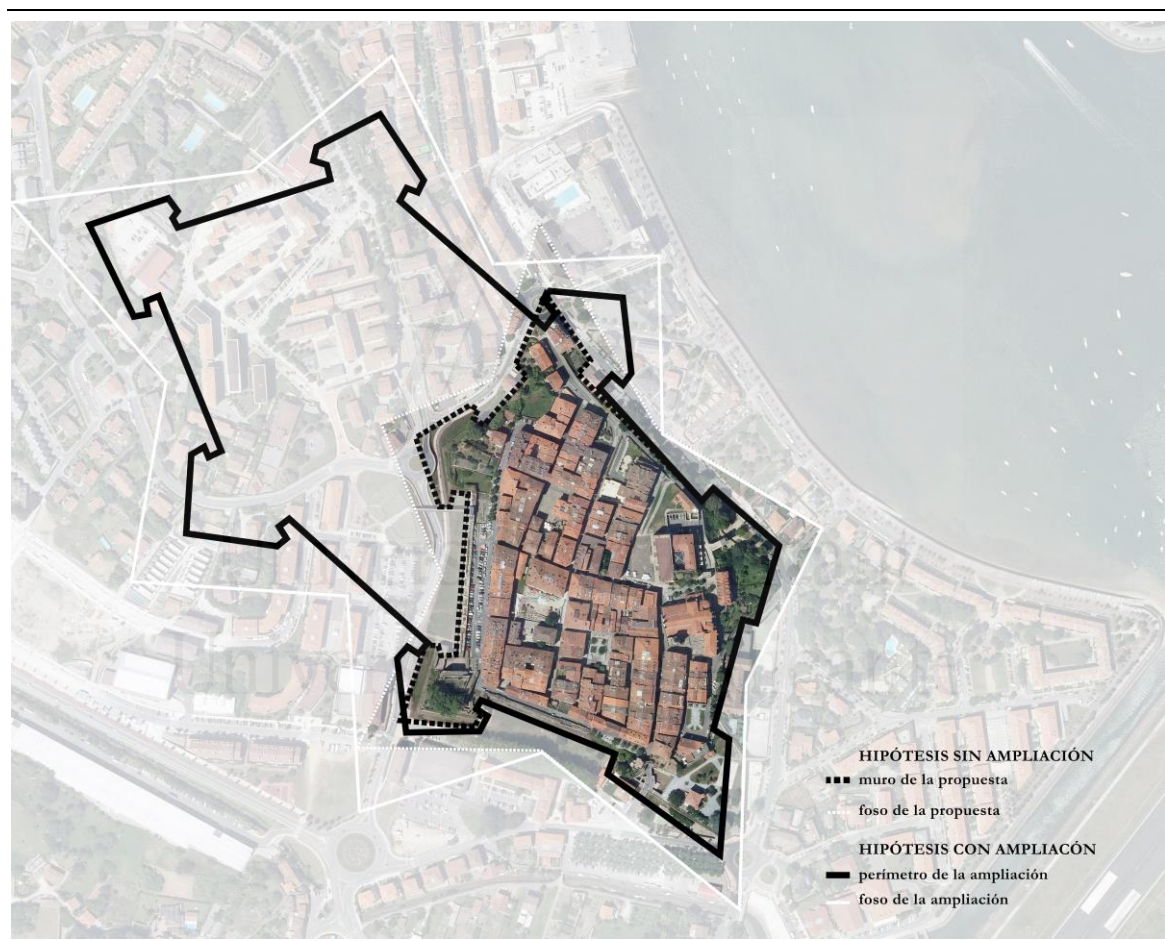 HIPÓTESIS SIN AMPLIACIÓN
muro de la propuesta
foso de la propuesta
HIPÓTESIS CON AMPLIACÓN
perímetro de la ampliación
foso de la ampliación